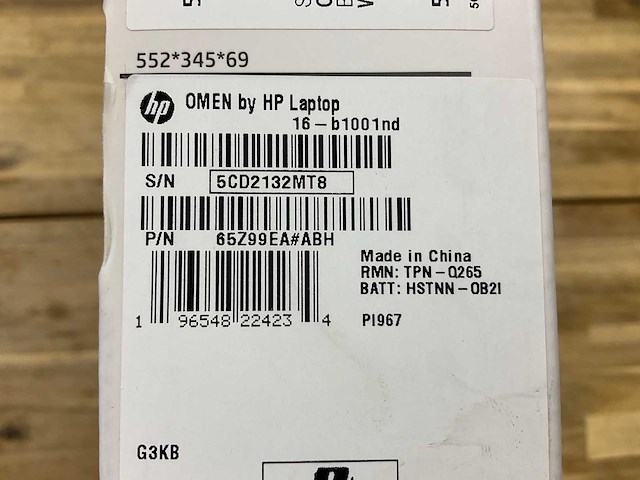 552*345*69
hp OMEN by HP Laptop
16-b1001nd
S/N 5CD2132MT8
P/N 65Z99EA#ABH
Made in China
RMN: TPN-Q265
BATT: HSTNN-OB2I
1 96548 22423 4
PI967
G3KB